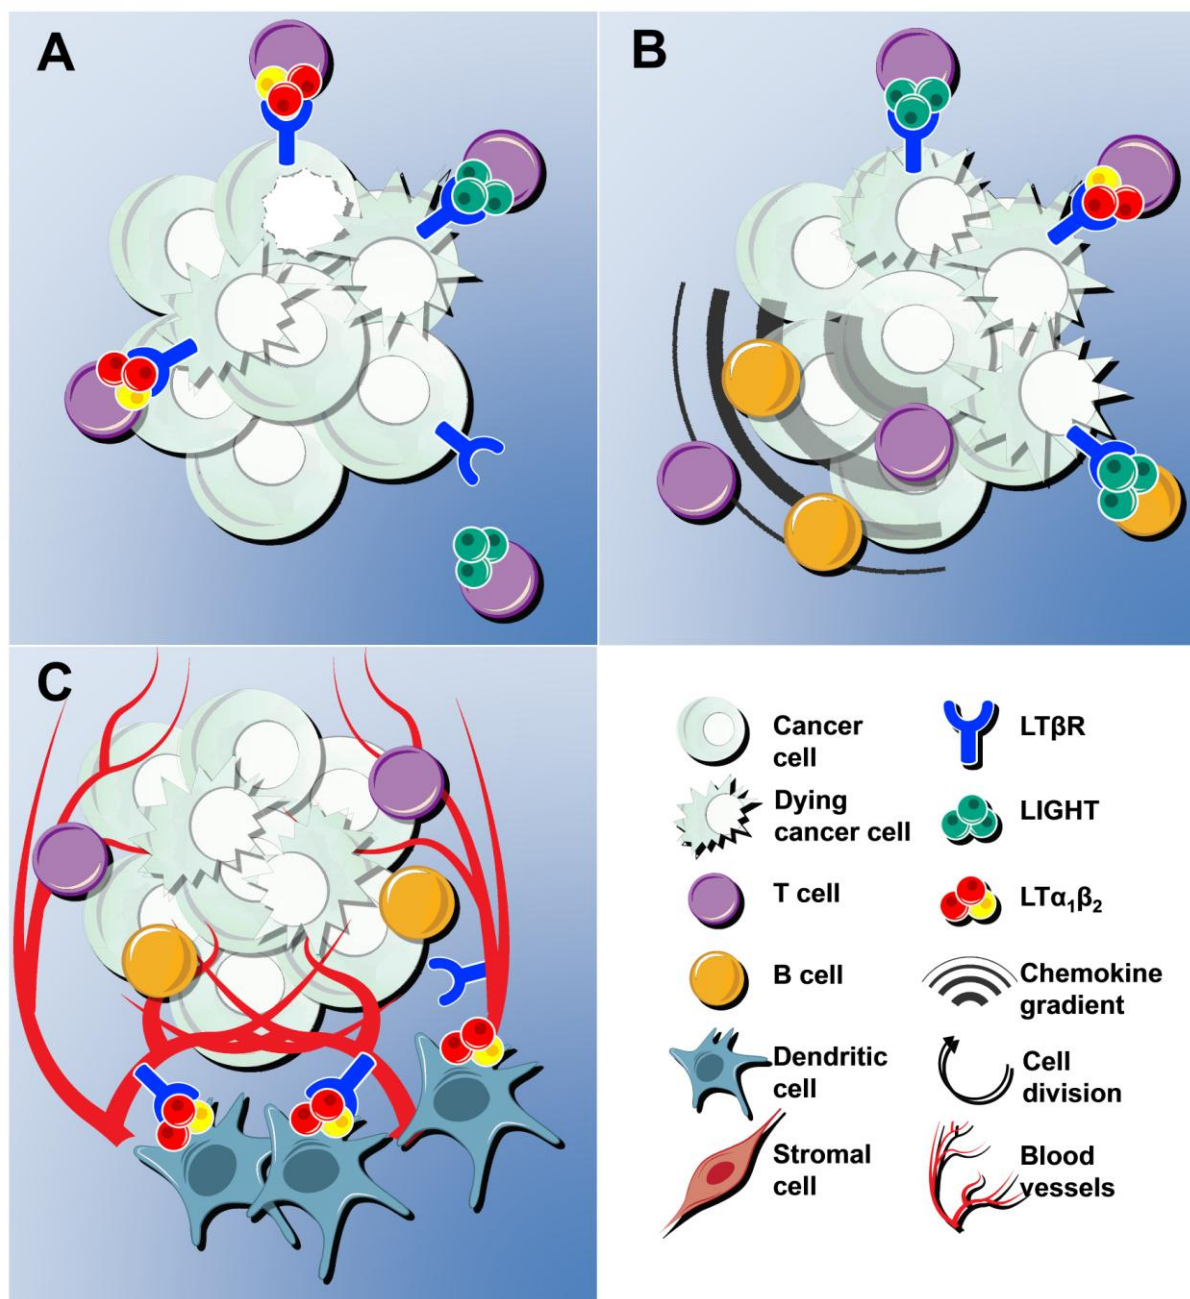 A
B
C
Cancer
cell
LTβR
Dying
cancer cell
LIGHT
T cell
LTα₁β₂
B cell
Chemokine
gradient
Dendritic
cell
Cell
division
Stromal
cell
Blood
vessels